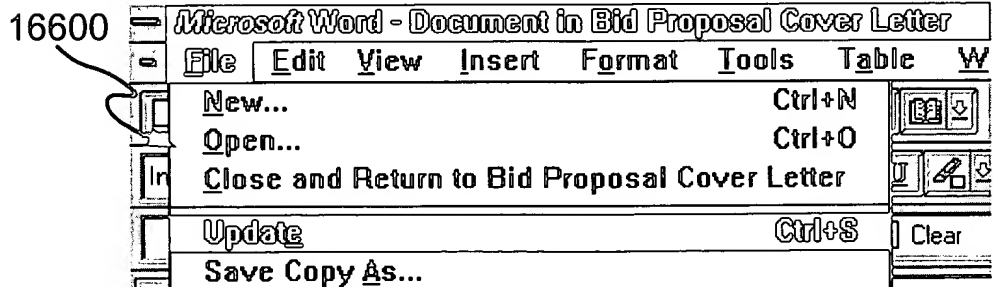 16600
Microsoft Word - Document in Bid Proposal Cover Letter
File Edit View Insert Format Tools Table W
New... Ctrl+N
Open... Ctrl+O
In
Close and Return to Bid Proposal Cover Letter U
Update Ctrl+S Clear
Save Copy As...